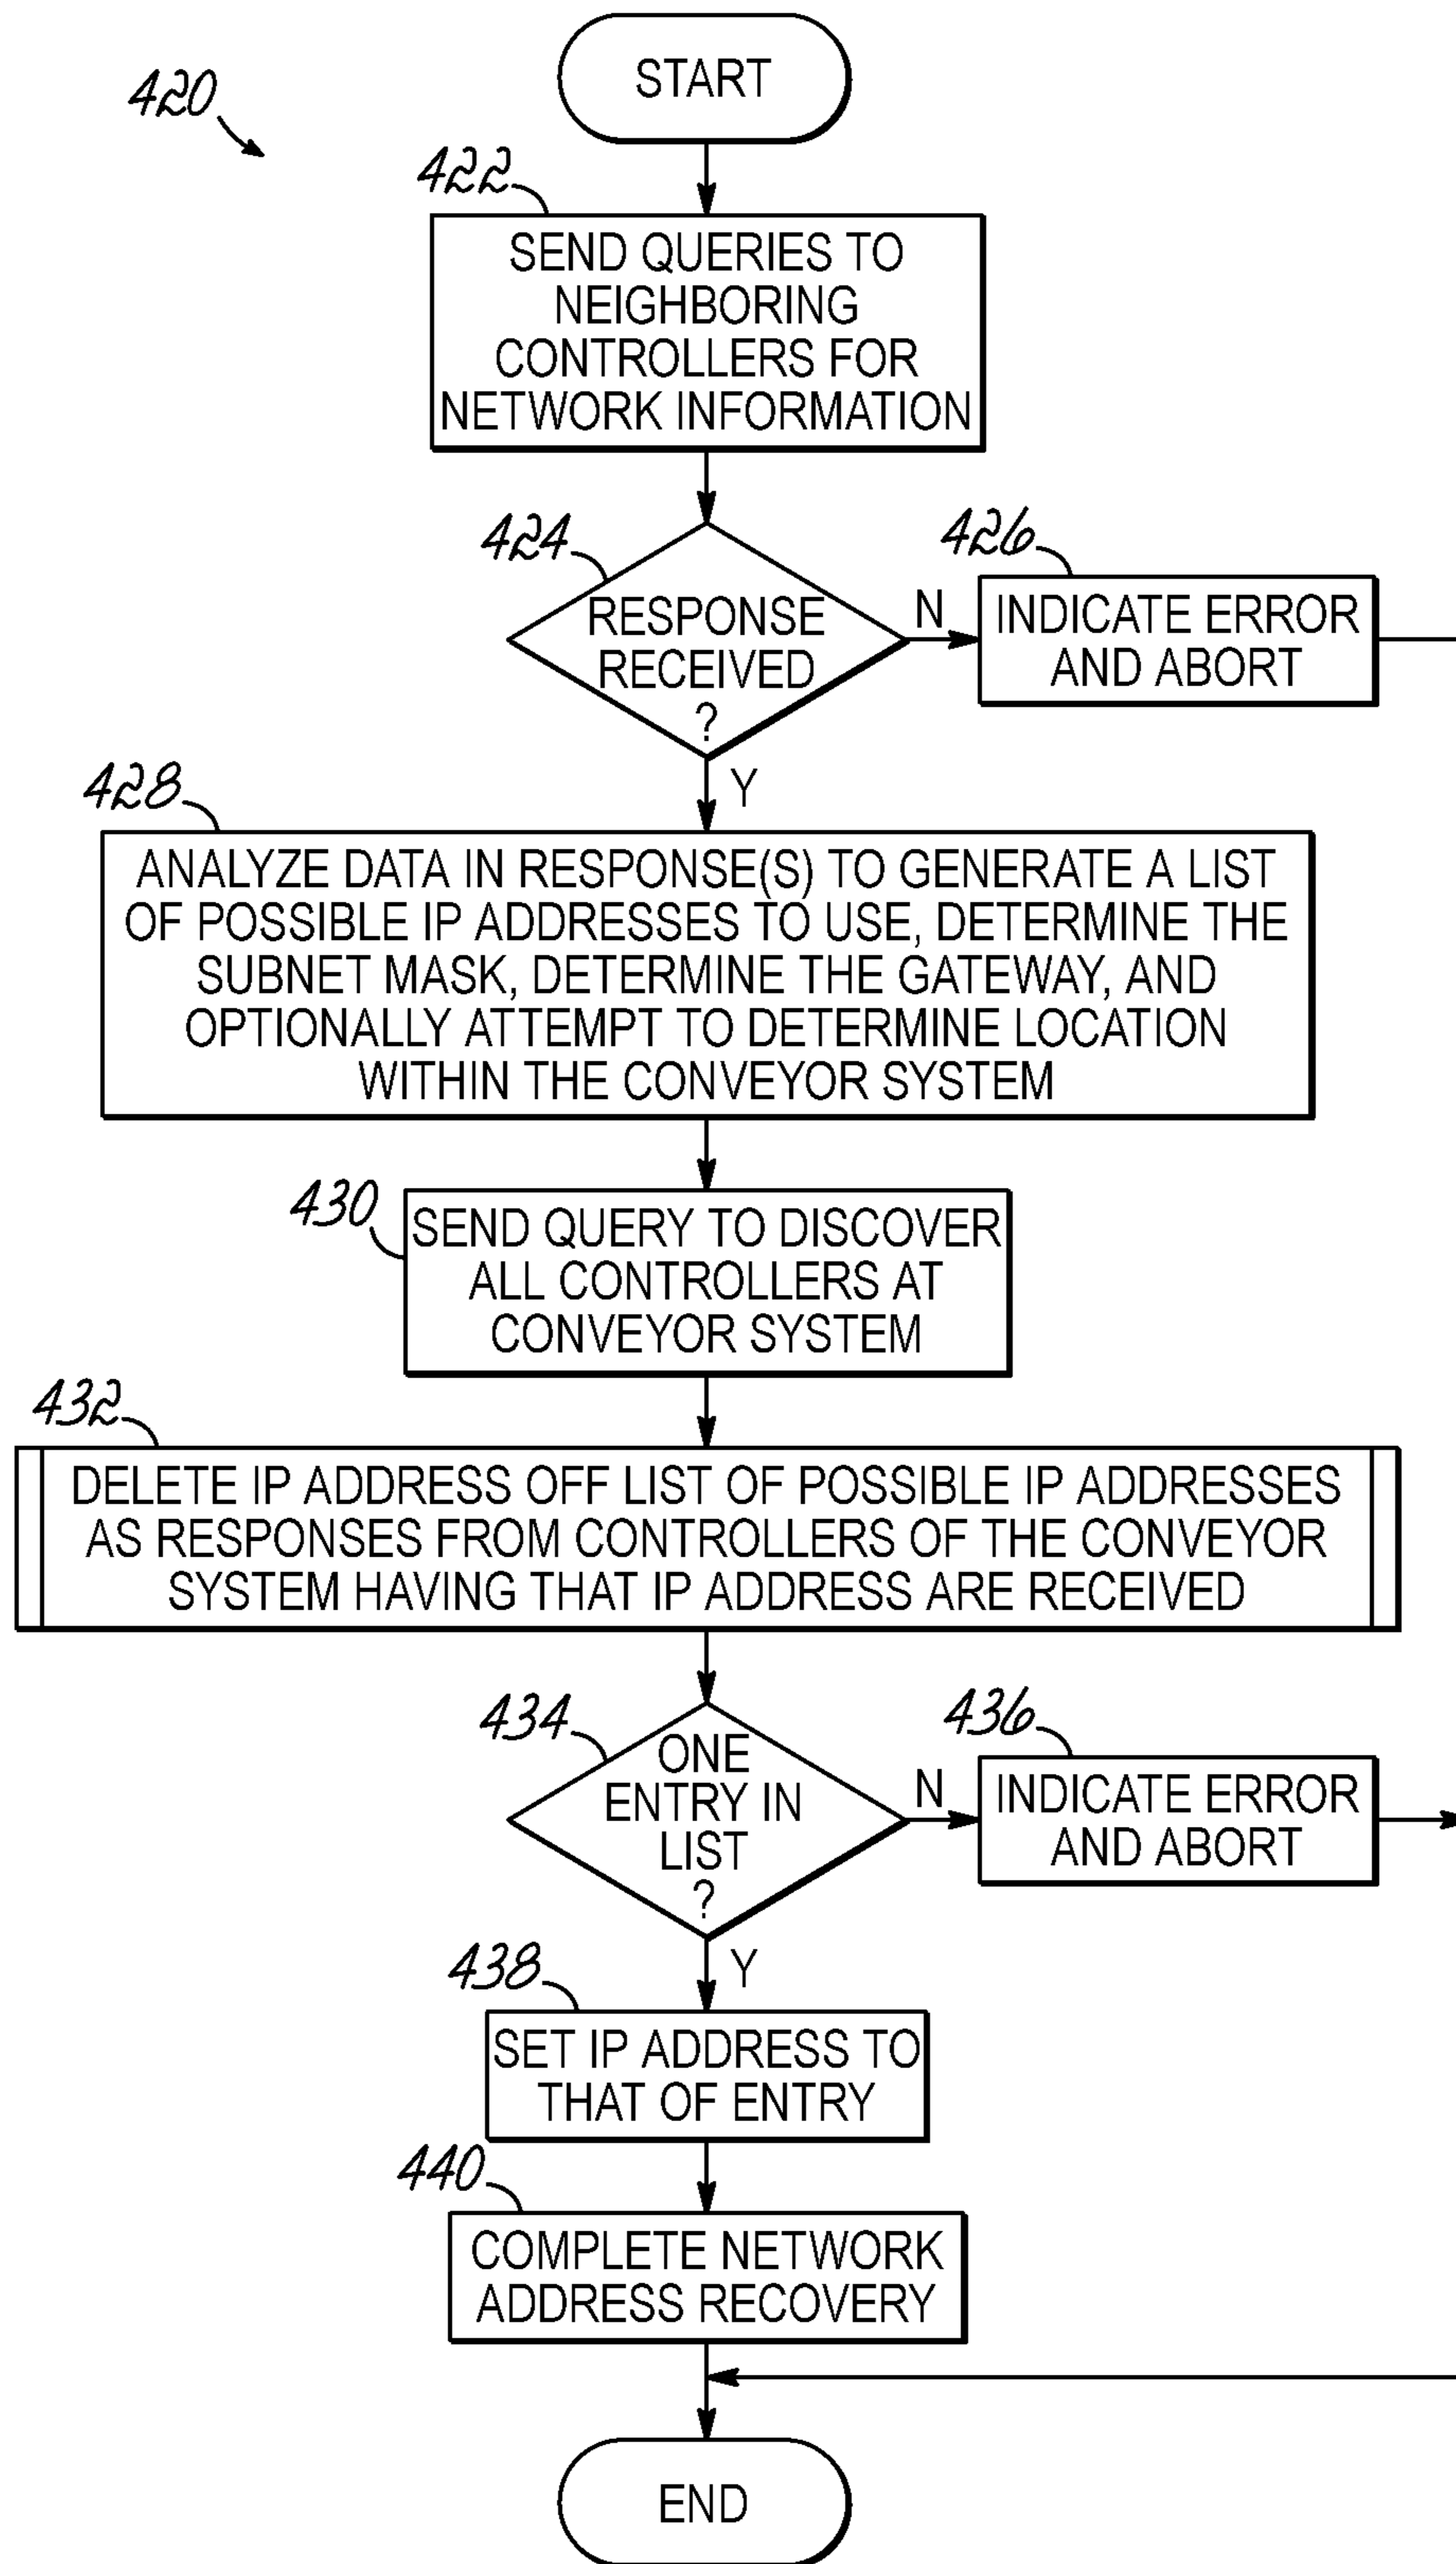 START
420
422
SEND QUERIES TO
NEIGHBORING
CONTROLLERS FOR
NETWORK INFORMATION
424
RESPONSE
RECEIVED
?
N
426
INDICATE ERROR
AND ABORT
Y
428
ANALYZE DATA IN RESPONSE(S) TO GENERATE A LIST
OF POSSIBLE IP ADDRESSES TO USE, DETERMINE THE
SUBNET MASK, DETERMINE THE GATEWAY, AND
OPTIONALLY ATTEMPT TO DETERMINE LOCATION
WITHIN THE CONVEYOR SYSTEM
430
SEND QUERY TO DISCOVER
ALL CONTROLLERS AT
CONVEYOR SYSTEM
432
DELETE IP ADDRESS OFF LIST OF POSSIBLE IP ADDRESSES
AS RESPONSES FROM CONTROLLERS OF THE CONVEYOR
SYSTEM HAVING THAT IP ADDRESS ARE RECEIVED
434
ONE
ENTRY IN
LIST
?
N
436
INDICATE ERROR
AND ABORT
Y
438
SET IP ADDRESS TO
THAT OF ENTRY
440
COMPLETE NETWORK
ADDRESS RECOVERY
END